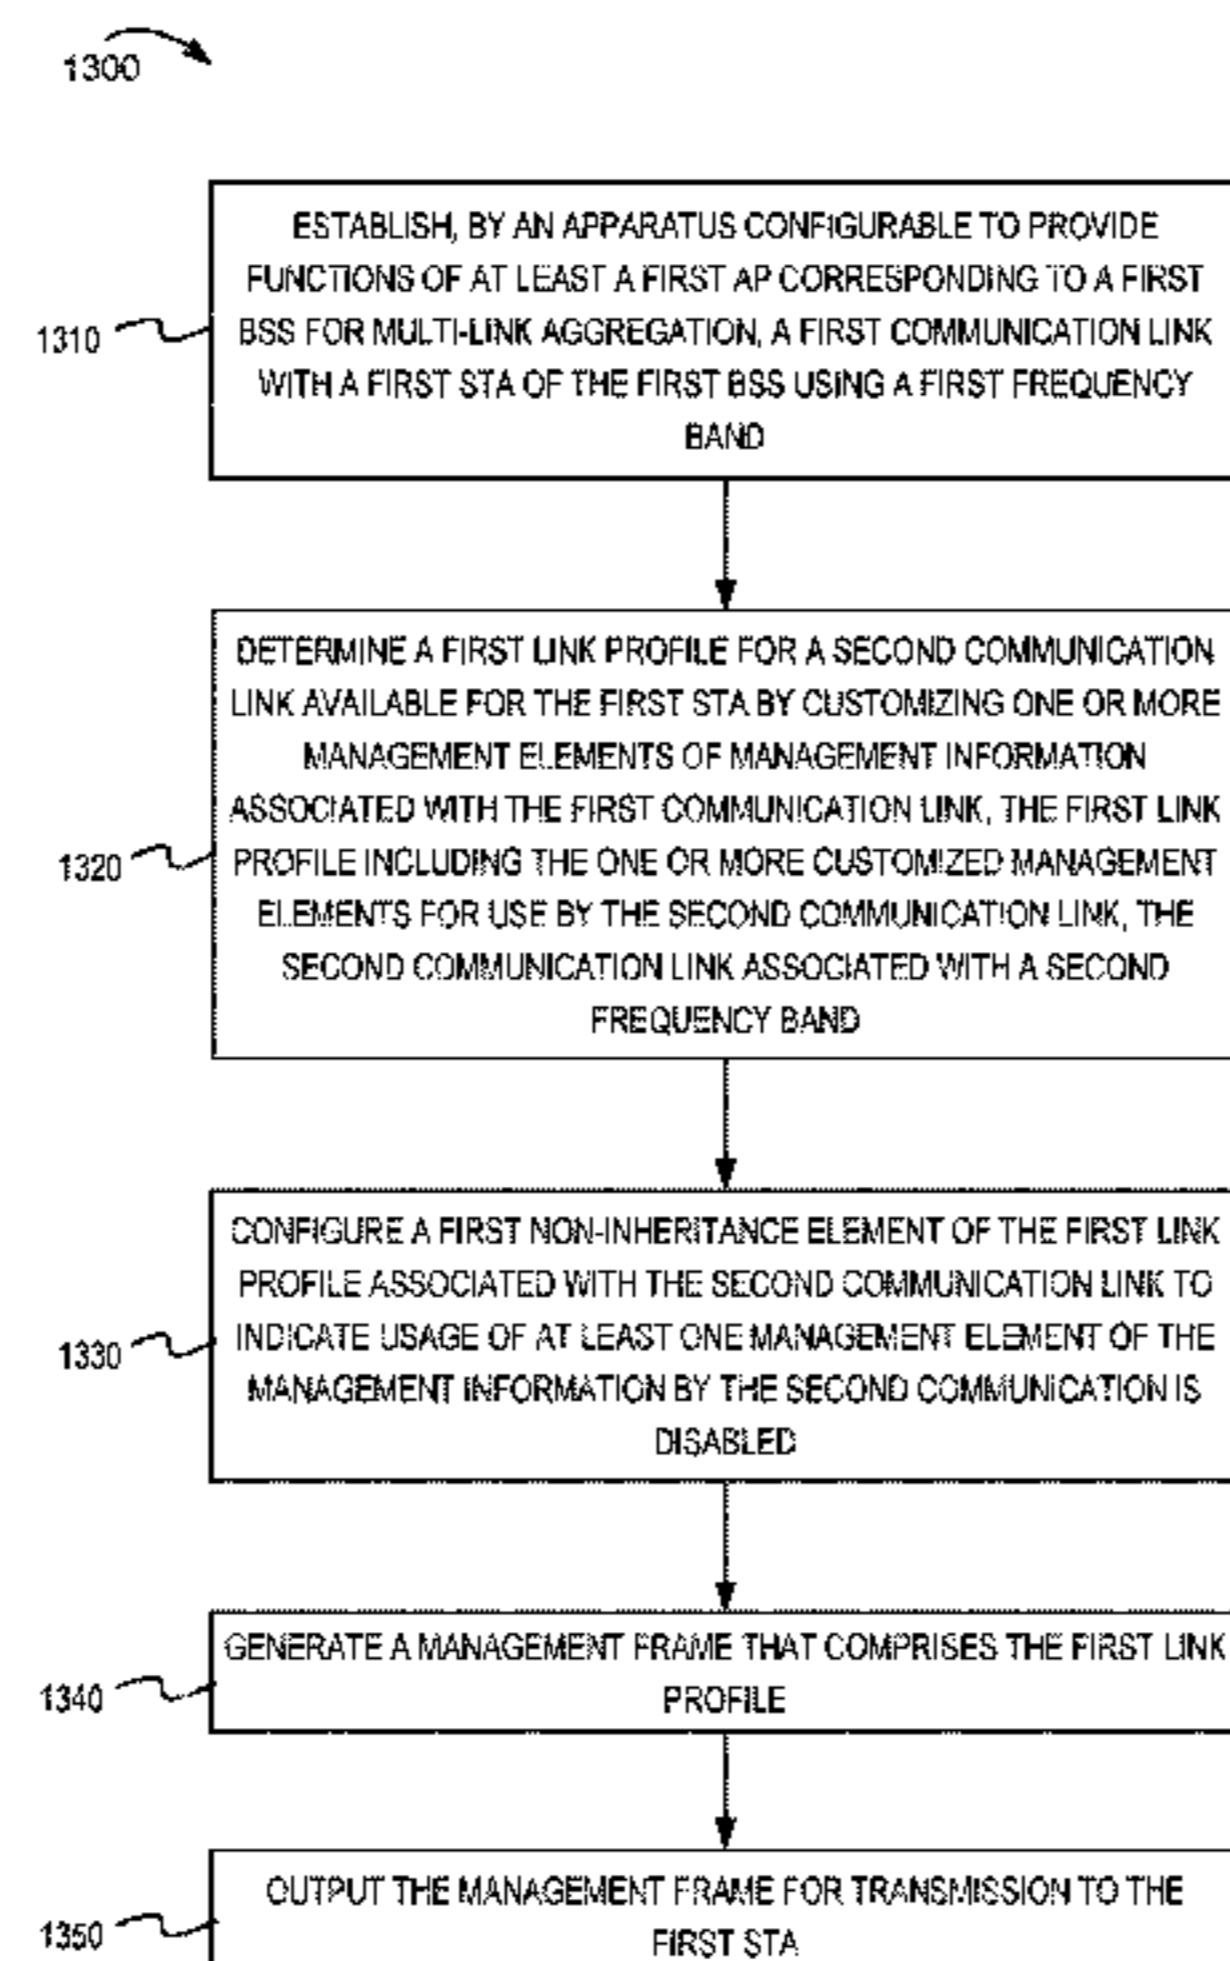 1300
ESTABLISH, BY AN APPARATUS CONFIGURABLE TO PROVIDE
FUNCTIONS OF AT LEAST A FIRST AP CORRESPONDING TO A FIRST
1310
BSS FOR MULTI-LINK AGGREGATION, A FIRST COMMUNICATION LINK
WITH A FIRST STA OF THE FIRST BSS USING A FIRST FREQUENCY
BAND
DETERMINE A FIRST LINK PROFILE FOR A SECOND COMMUNICATION
LINK AVAILABLE FOR THE FIRST STA BY CUSTOMIZING ONE OR MORE
MANAGEMENT ELEMENTS OF MANAGEMENT INFORMATION
ASSOCIATED WITH THE FIRST COMMUNICATION LINK, THE FIRST LINK
1320
PROFILE INCLUDING THE ONE OR MORE CUSTOMIZED MANAGEMENT
ELEMENTS FOR USE BY THE SECOND COMMUNICATION LINK, THE
SECOND COMMUNICATION LINK ASSOCIATED WITH A SECOND
FREQUENCY BAND
CONFIGURE A FIRST NON-INHERITANCE ELEMENT OF THE FIRST LINK
PROFILE ASSOCIATED WITH THE SECOND COMMUNICATION LINK TO
1330
INDICATE USAGE OF AT LEAST ONE MANAGEMENT ELEMENT OF THE
MANAGEMENT INFORMATION BY THE SECOND COMMUNICATION IS
DISABLED
GENERATE A MANAGEMENT FRAME THAT COMPRISES THE FIRST LINK
1340
PROFILE
OUTPUT THE MANAGEMENT FRAME FOR TRANSMISSION TO THE
1350
FIRST STA